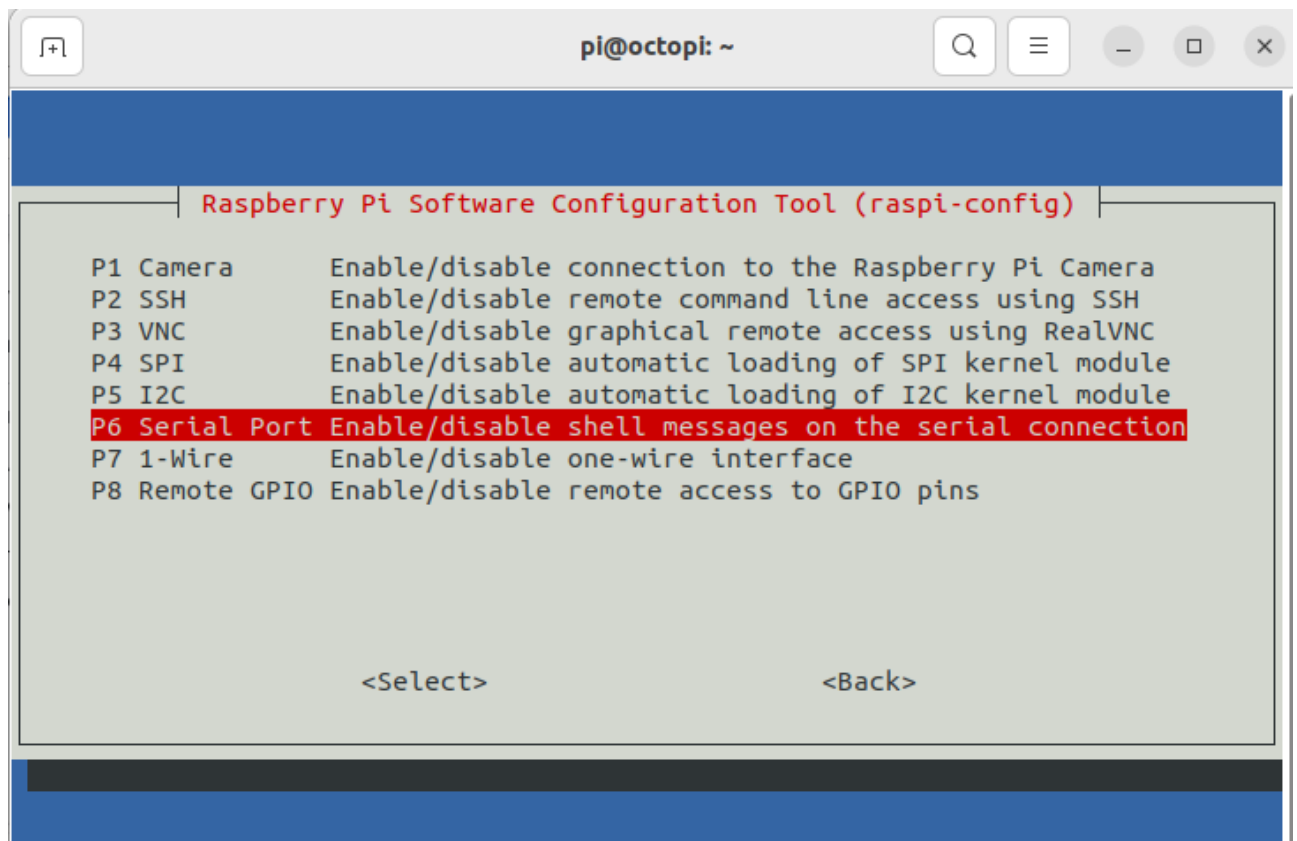 pi@octopi: ~
Raspberry Pi Software Configuration Tool (raspi-config)
P1 Camera Enable/disable connection to the Raspberry Pi Camera
P2 SSH Enable/disable remote command line access using SSH
P3 VNC Enable/disable graphical remote access using RealVNC
P4 SPI Enable/disable automatic loading of SPI kernel module
P5 I2C Enable/disable automatic loading of I2C kernel module
P6 Serial Port Enable/disable shell messages on the serial connection
P7 1-Wire Enable/disable one-wire interface
P8 Remote GPIO Enable/disable remote access to GPIO pins
<Select> <Back>